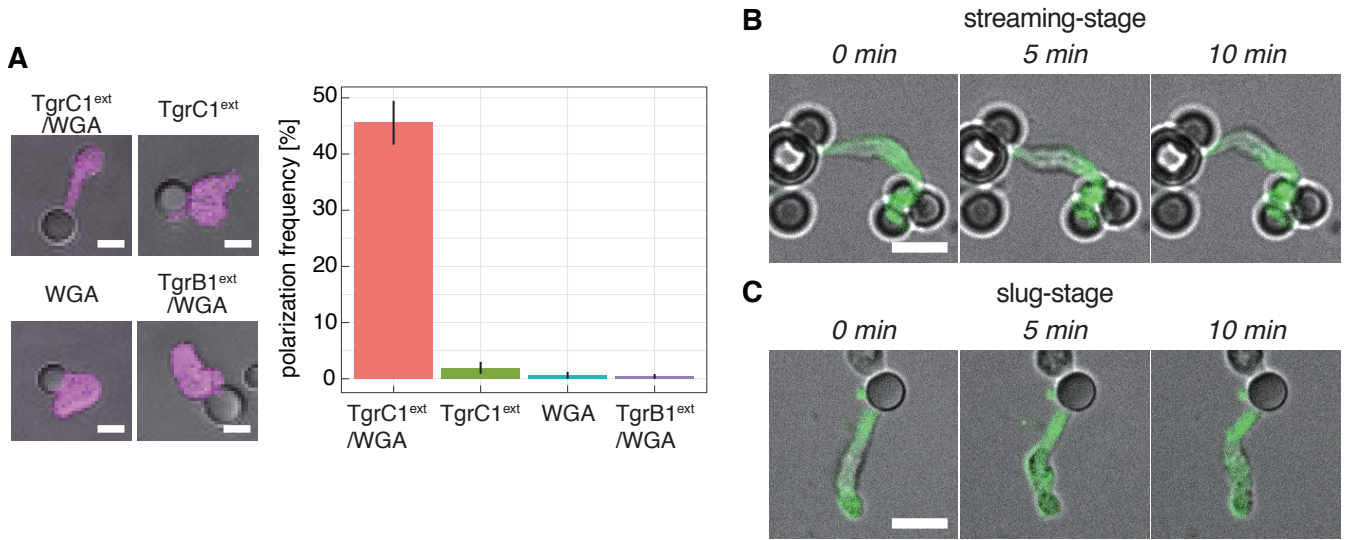 A
TgrC1ext
/WGA
TgrC1ext
WGA
TgrB1ext
/WGA
polarization frequency [%]
50
40
30
20
10
0
TgrC1ext
/WGA
TgrC1ext
WGA
TgrB1ext
/WGA
B
streaming-stage
0 min
5 min
10 min
C
slug-stage
0 min
5 min
10 min